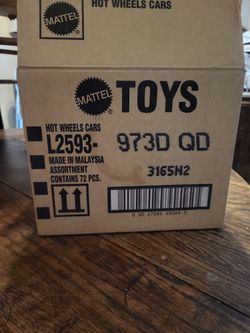 HOT WHEELS CARS
MATTEL
MATTEL
TOYS
HOT WHEELS CARS
L2593-
973D QD
MADE IN MALAYSIA
ASSORTMENT
3165N2
CONTAINS 72 PCS.